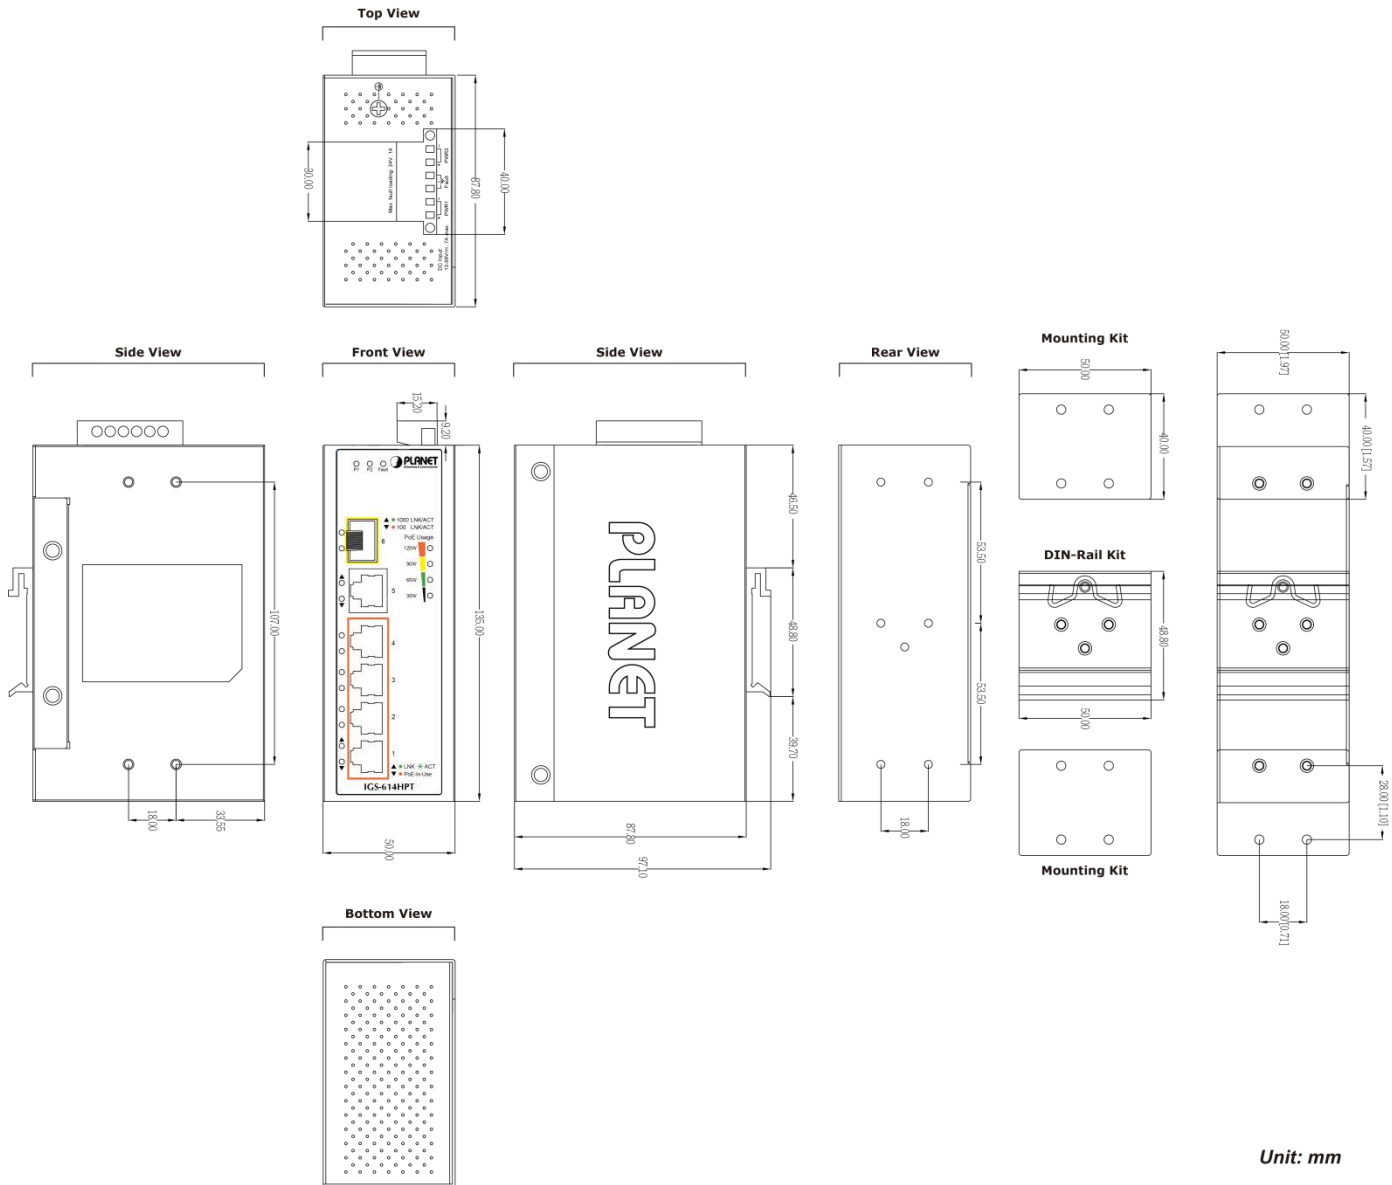 Top View
30.00
Max. fault loading: 24V, 1A
PWR2
Fault
PWR1
DC Input:
40.00
87.80
Side View
Front View
Side View
Rear View
Mounting Kit
50.00
40.00
50.00[1.97]
40.00 [1.57]
15.20
9.20
P1
P2
Fault
PLANET
1000 LNK/ACT
100 LNK/ACT
6
PoE Usage
120W
90W
60W
30W
5
4
3
2
1
LNK ACT
PoE-in-Use
IGS-614HPT
107.00
18.00
33.55
135.00
50.00
PLANET
46.50
48.80
39.70
87.80
97.10
53.50
53.50
18.00
DIN-Rail Kit
48.80
50.00
Mounting Kit
28.00 [1.10]
18.00[0.71]
Bottom View
Unit: mm